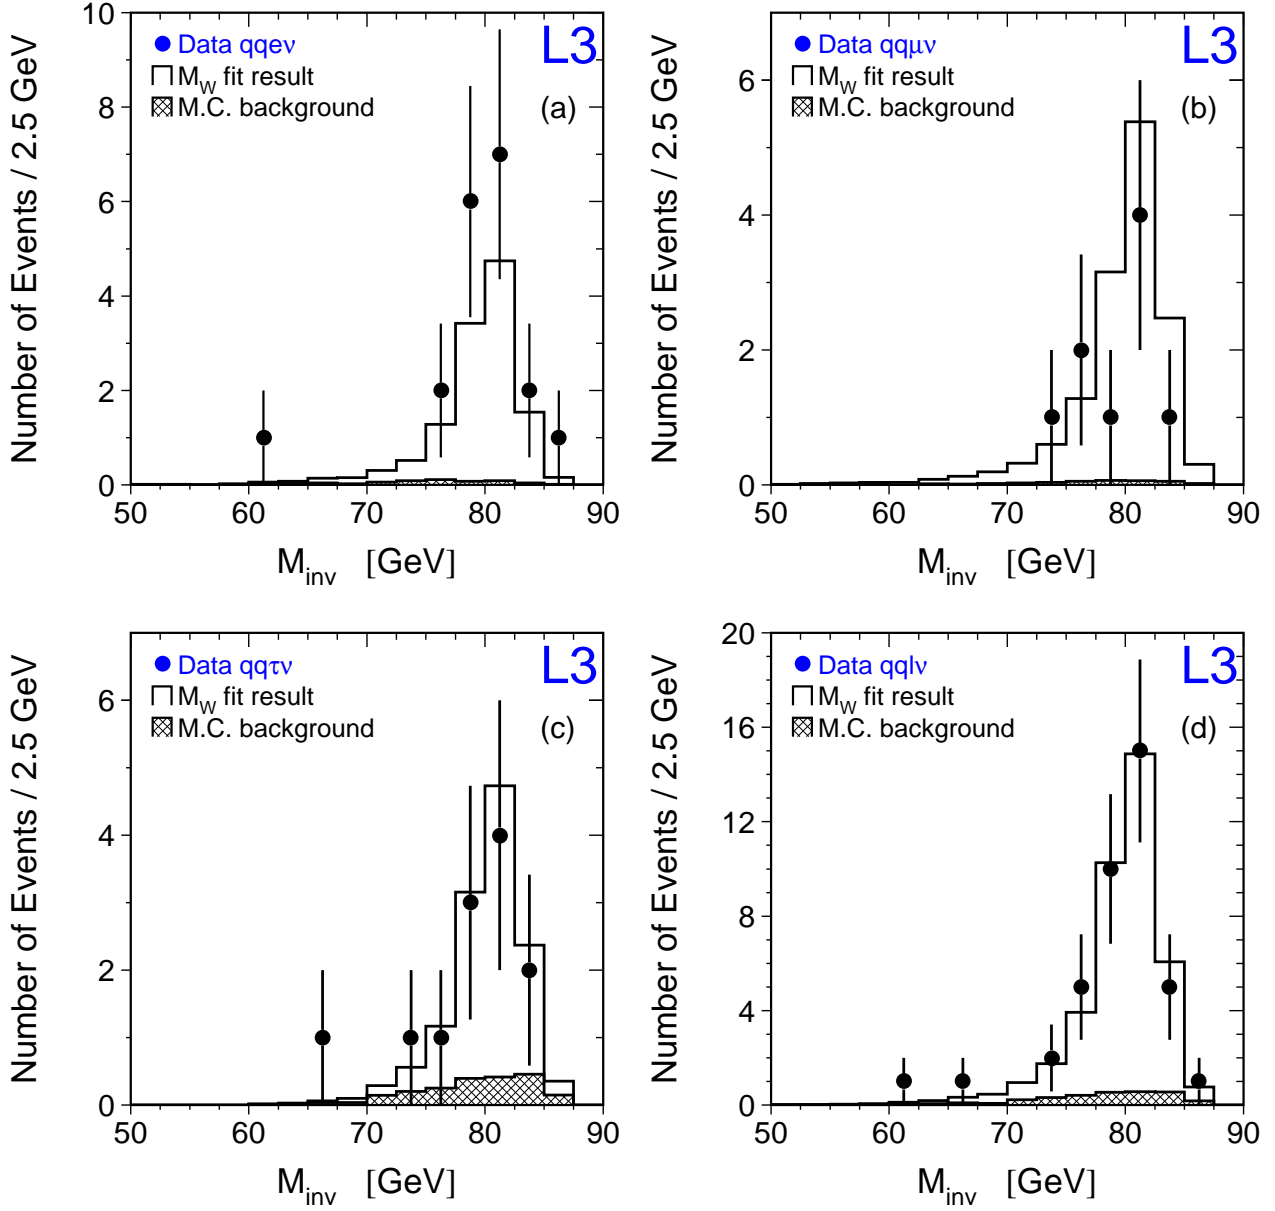 Number of Events / 2.5 GeV
10
8
6
4
2
0
Data qqeν
L3
M_W fit result
M.C. background
(a)
50 60 70 80 90
M_inv [GeV]
Number of Events / 2.5 GeV
6
4
2
0
Data qqμν
L3
M_W fit result
M.C. background
(b)
50 60 70 80 90
M_inv [GeV]
Number of Events / 2.5 GeV
6
4
2
0
Data qqτν
L3
M_W fit result
M.C. background
(c)
50 60 70 80 90
M_inv [GeV]
Number of Events / 2.5 GeV
20
16
12
8
4
0
Data qqlν
L3
M_W fit result
M.C. background
(d)
50 60 70 80 90
M_inv [GeV]